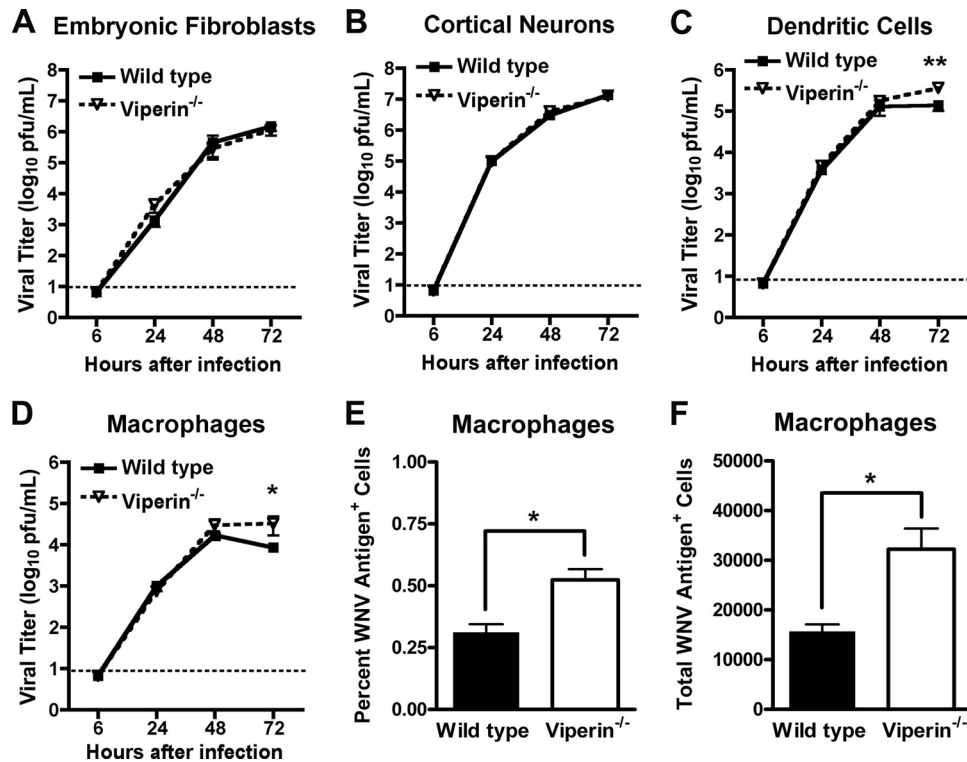 A Embryonic Fibroblasts
Viral Titer (log10 pfu/mL)
8
7
6
5
4
3
2
1
0
Wild type
Viperin-/-
6 24 48 72
Hours after infection
B Cortical Neurons
Viral Titer (log10 pfu/mL)
8
7
6
5
4
3
2
1
0
Wild type
Viperin-/-
6 24 48 72
Hours after infection
C Dendritic Cells
Viral Titer (log10 pfu/mL)
6
5
4
3
2
1
0
Wild type
Viperin-/-
**
6 24 48 72
Hours after infection
D Macrophages
Viral Titer (log10 pfu/mL)
6
5
4
3
2
1
0
Wild type
Viperin-/-
*
6 24 48 72
Hours after infection
E Macrophages
Percent WNV Antigen+ Cells
1.00
0.75
0.50
0.25
0.00
*
Wild type Viperin-/-
F Macrophages
Total WNV Antigen+ Cells
50000
40000
30000
20000
10000
0
*
Wild type Viperin-/-